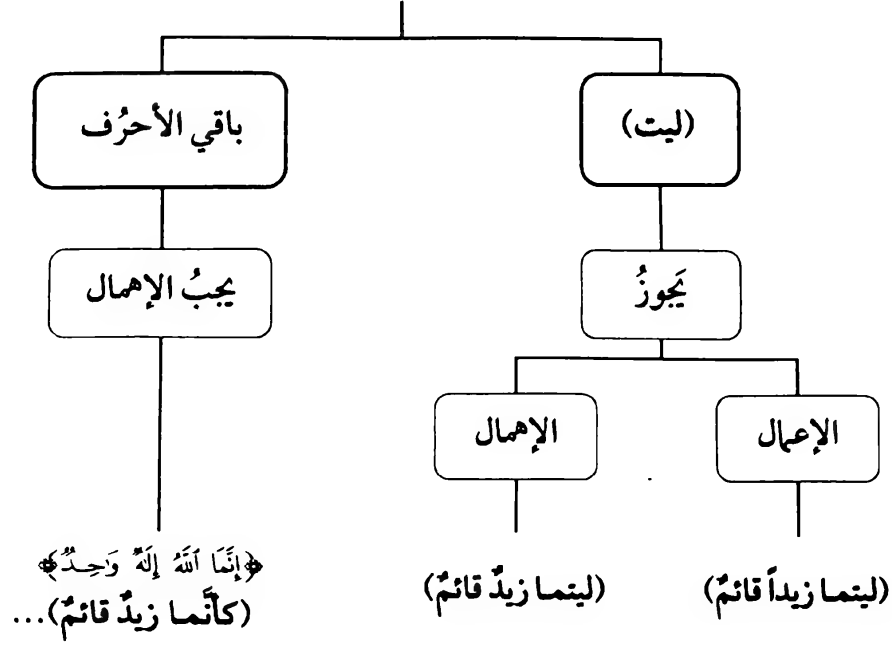 (ليت)
باقي الأحرُف
يَجوزُ
يجبُ الإهمال
الإعمال
الإهمال
(ليتما زيداً قائمٌ)
(ليتما زيدٌ قائمٌ)
﴿إِنَّمَا ٱللَّهُ إِلَٰهٌ وَٰحِدٌ﴾
(كأنَّما زيدٌ قائمٌ)...